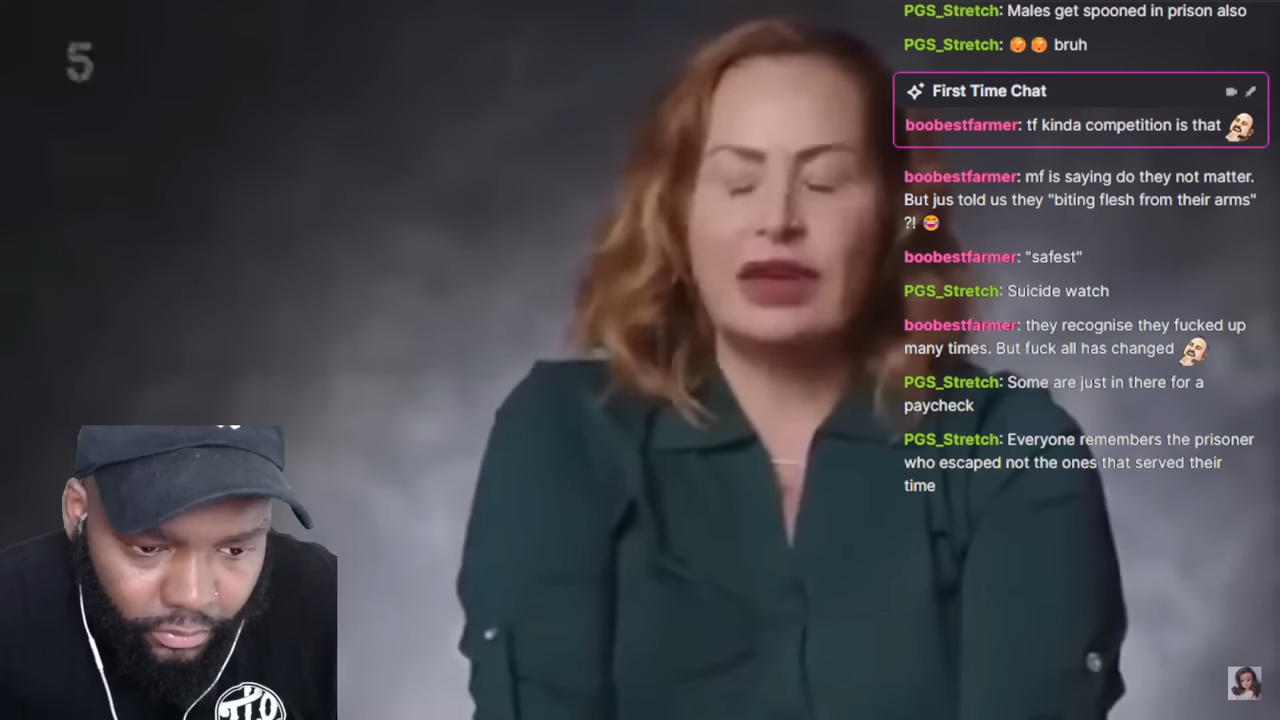 5
PGS_Stretch: Males get spooned in prison also
PGS_Stretch: bruh
First Time Chat
boobestfarmer: tf kinda competition is that
boobestfarmer: mf is saying do they not matter.
But jus told us they "biting flesh from their arms"
?!
boobestfarmer: "safest"
PGS_Stretch: Suicide watch
boobestfarmer: they recognise they fucked up
many times. But fuck all has changed
PGS_Stretch: Some are just in there for a
paycheck
PGS_Stretch: Everyone remembers the prisoner
who escaped not the ones that served their
time